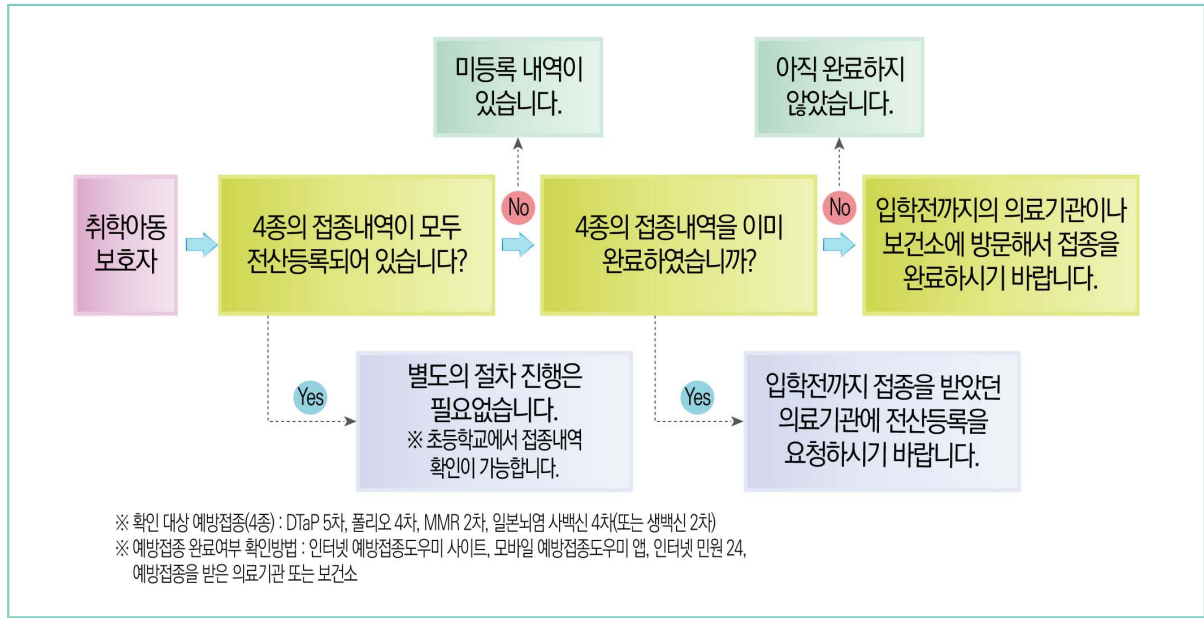 미등록 내역이
있습니다.
아직 완료하지
않았습니다.
No
No
취학아동
보호자
4종의 접종내역이 모두
전산등록되어 있습니다?
4종의 접종내역을 이미
완료하였습니까?
입학전까지의 의료기관이나
보건소에 방문해서 접종을
완료하시기 바랍니다.
Yes
별도의 절차 진행은
필요없습니다.
※ 초등학교에서 접종내역
확인이 가능합니다.
Yes
입학전까지 접종을 받았던
의료기관에 전산등록을
요청하시기 바랍니다.
※ 확인 대상 예방접종(4종) : DTaP 5차, 폴리오 4차, MMR 2차, 일본뇌염 사백신 4차(또는 생백신 2차)
※ 예방접종 완료여부 확인방법 : 인터넷 예방접종도우미 사이트, 모바일 예방접종도우미 앱, 인터넷 민원 24,
예방접종을 받은 의료기관 또는 보건소